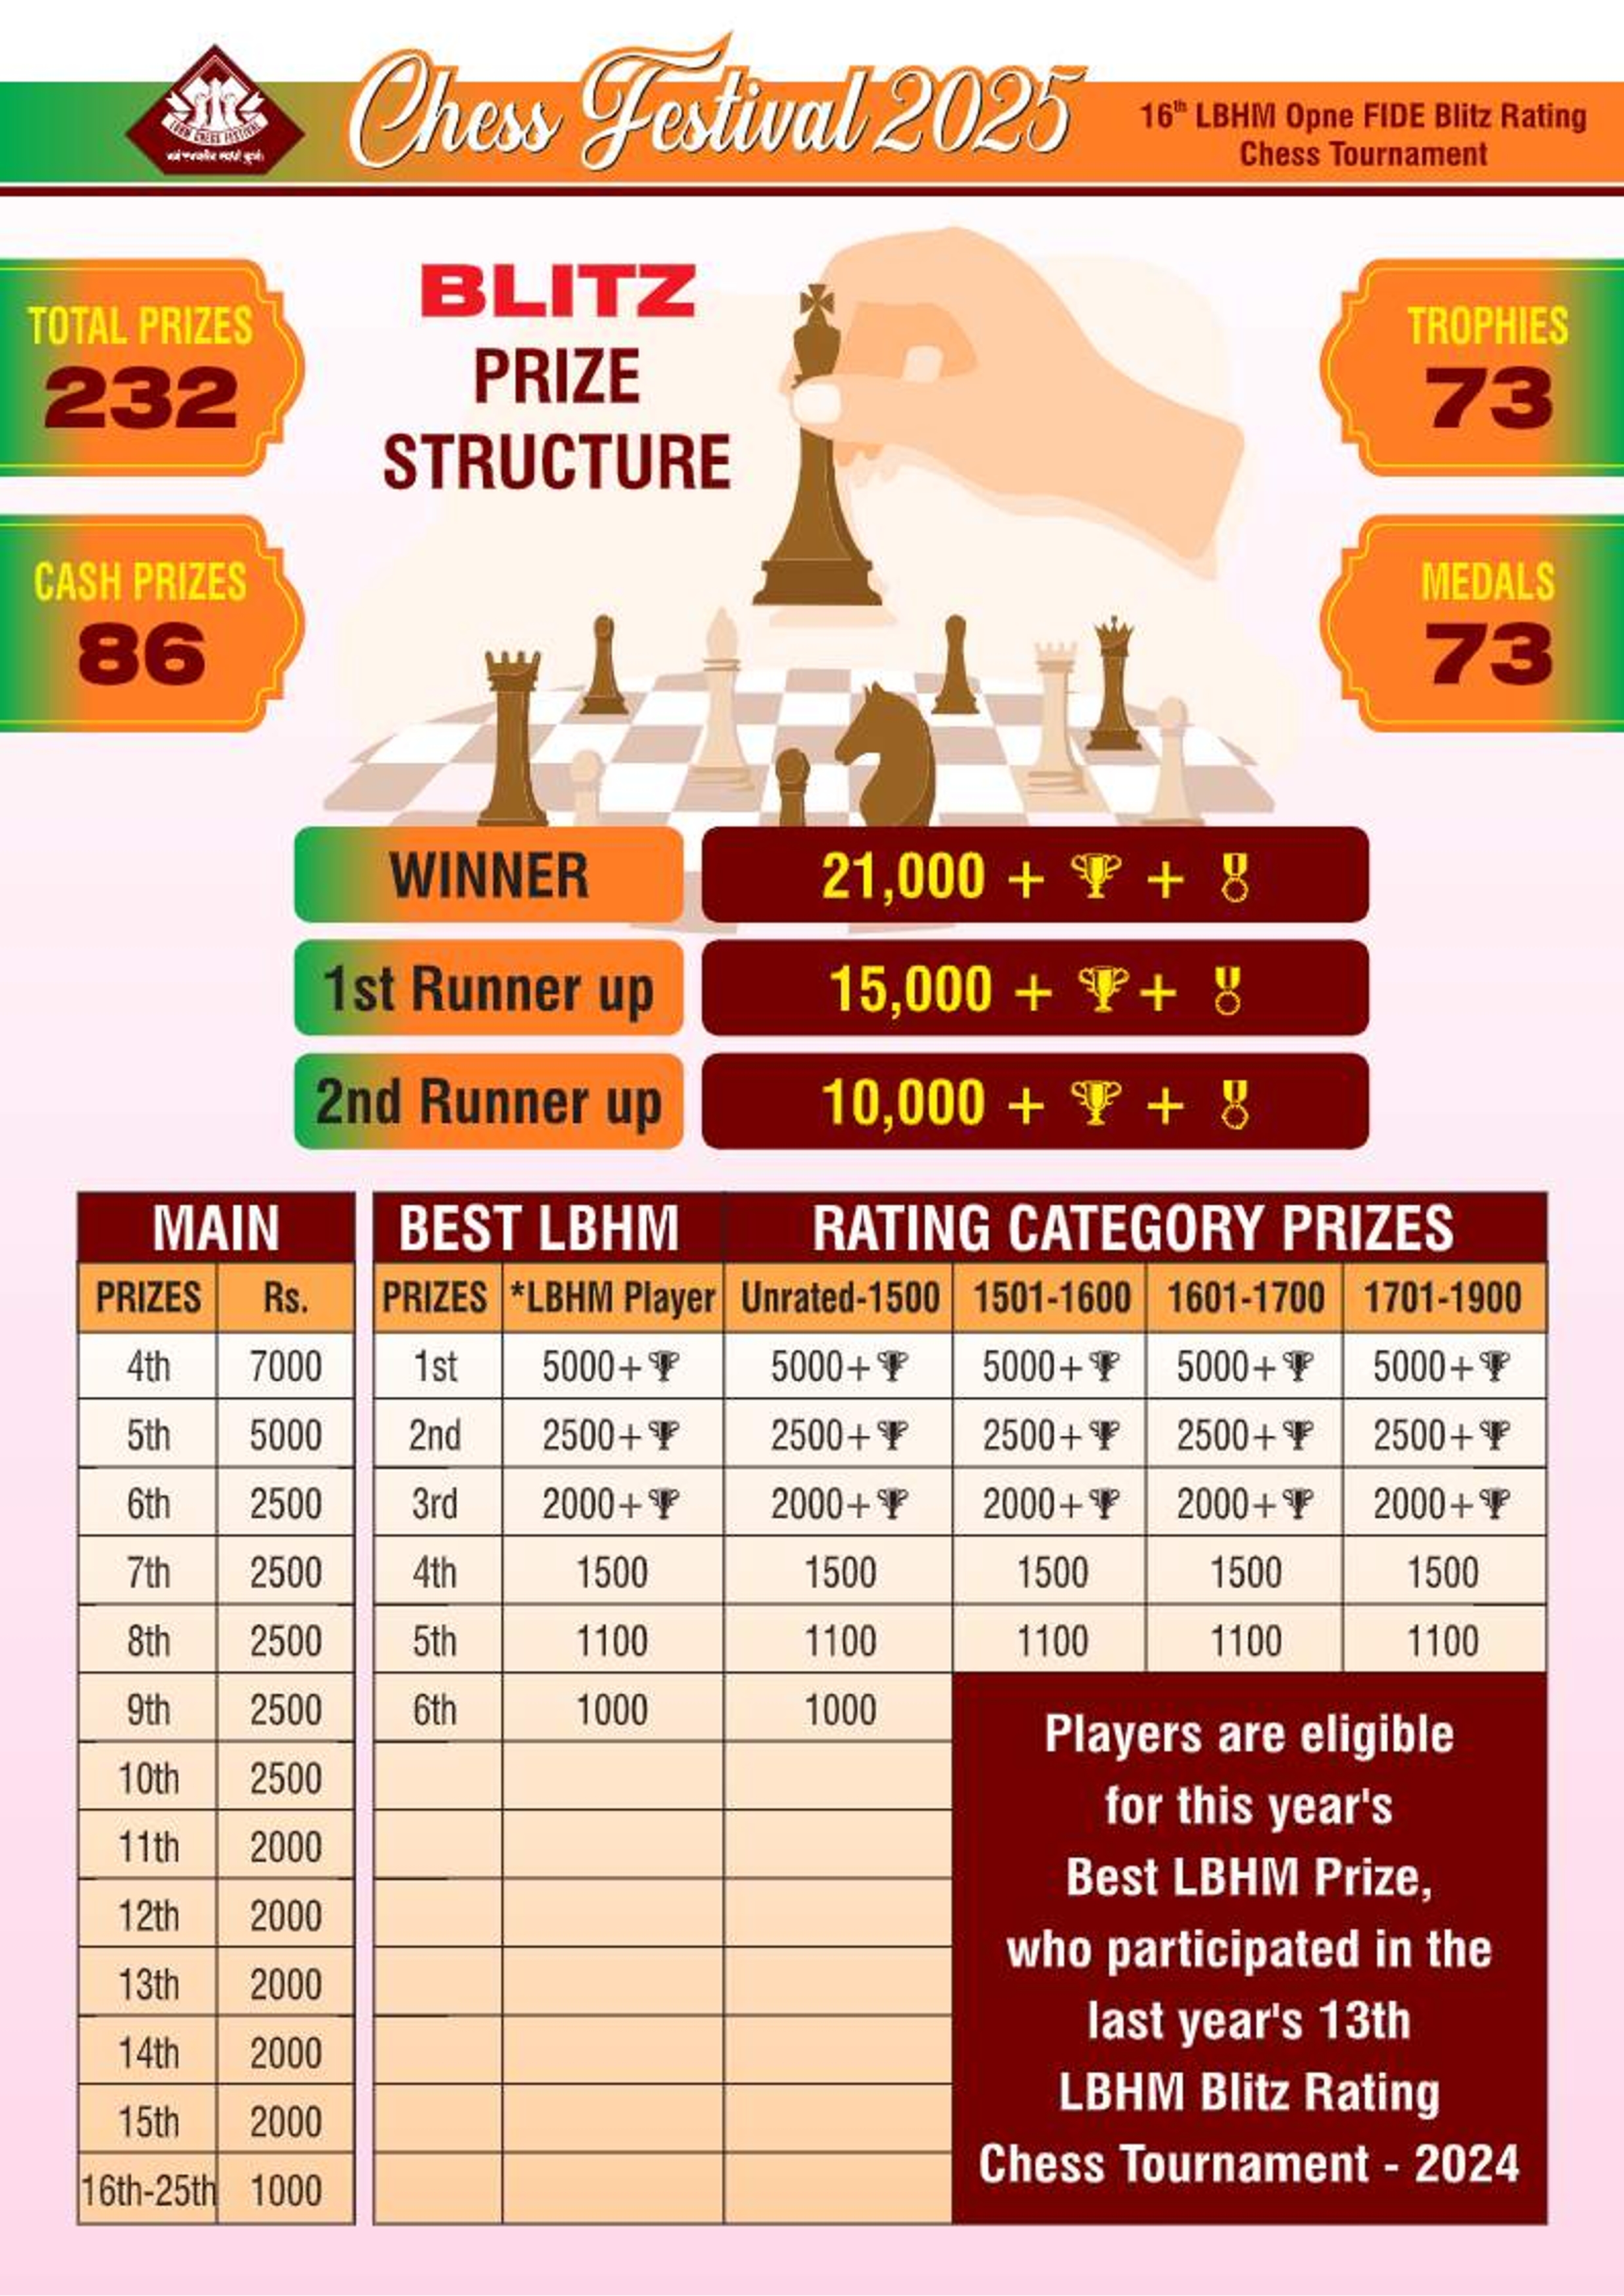 LBHM CHESS FESTIVAL
Chess Festival 2025
16th LBHM Opne FIDE Blitz Rating
Chess Tournament
TOTAL PRIZES
232
BLITZ
PRIZE
STRUCTURE
TROPHIES
73
CASH PRIZES
86
MEDALS
73
WINNER 21,000 + +
1st Runner up 15,000 + +
2nd Runner up 10,000 + +
MAIN BEST LBHM RATING CATEGORY PRIZES
PRIZES Rs. PRIZES *LBHM Player Unrated-1500 1501-1600 1601-1700 1701-1900
4th 7000 1st 5000+ 5000+ 5000+ 5000+ 5000+
5th 5000 2nd 2500+ 2500+ 2500+ 2500+ 2500+
6th 2500 3rd 2000+ 2000+ 2000+ 2000+ 2000+
7th 2500 4th 1500 1500 1500 1500 1500
8th 2500 5th 1100 1100 1100 1100 1100
9th 2500 6th 1000 1000
10th 2500
11th 2000
12th 2000
13th 2000
14th 2000
15th 2000
16th-25th 1000
Players are eligible
for this year's
Best LBHM Prize,
who participated in the
last year's 13th
LBHM Blitz Rating
Chess Tournament - 2024